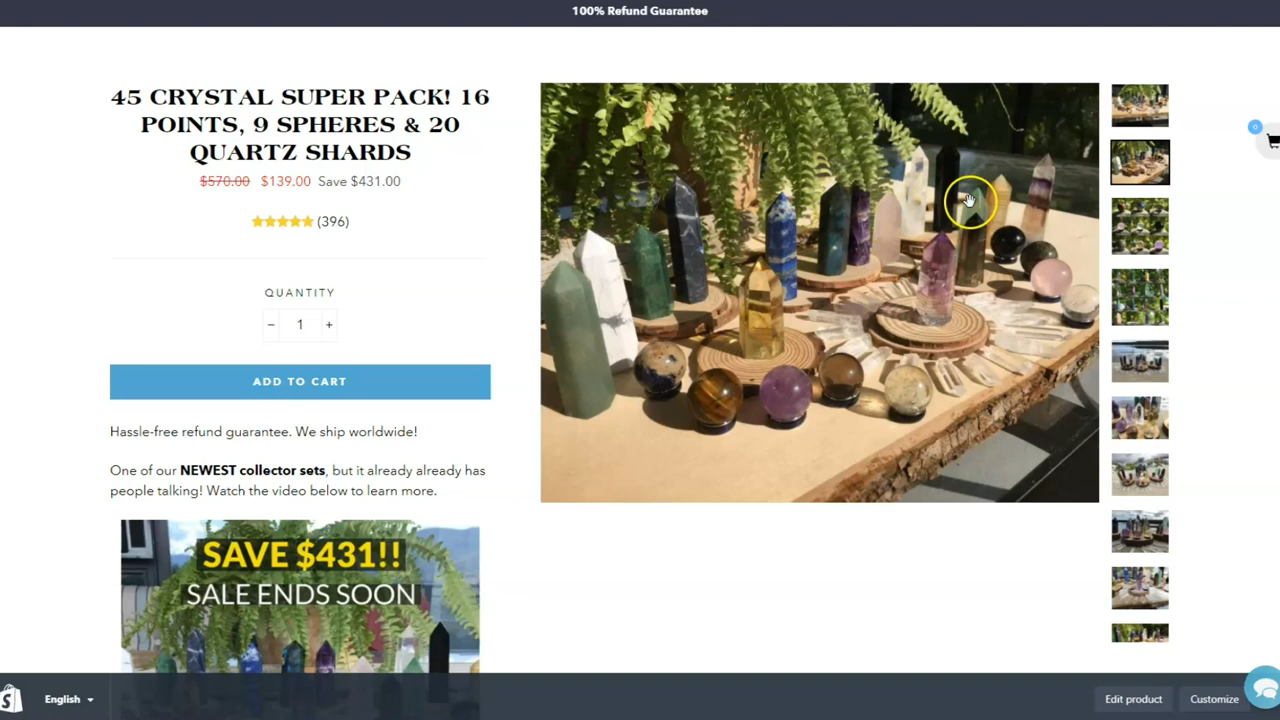 100% Refund Guarantee
45 CRYSTAL SUPER PACK! 16
POINTS, 9 SPHERES & 20
QUARTZ SHARDS
$570.00 $139.00 Save $431.00
(396)
QUANTITY
− 1 +
ADD TO CART
Hassle-free refund guarantee. We ship worldwide!
One of our NEWEST collector sets, but it already already has
people talking! Watch the video below to learn more.
SAVE $431!!
SALE ENDS SOON
0
English
Edit product
Customize